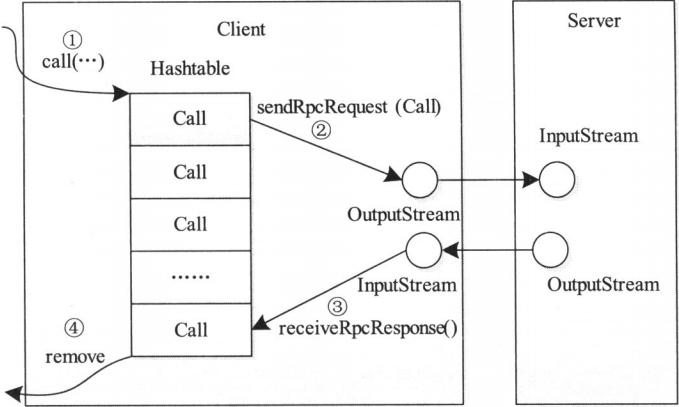 Client
Server
①
call(···)
Hashtable
Call
sendRpcRequest (Call)
②
InputStream
Call
Call
OutputStream
······
InputStream
OutputStream
③
receiveRpcResponse()
Call
④
remove